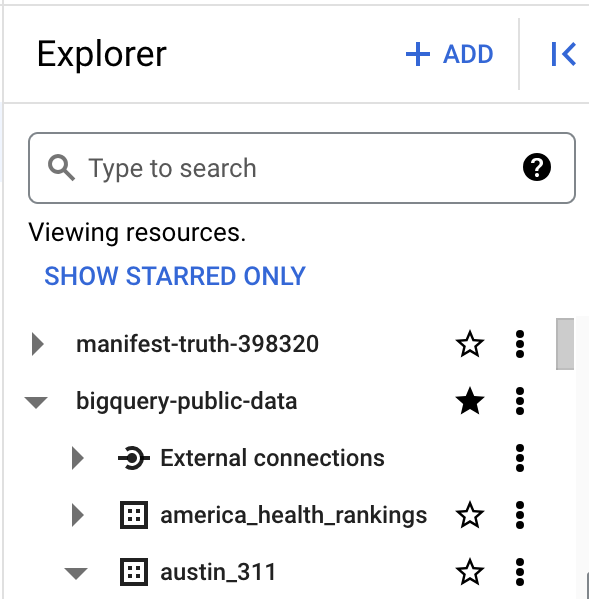 Explorer
+ ADD
Type to search
Viewing resources.
SHOW STARRED ONLY
manifest-truth-398320
bigquery-public-data
External connections
america_health_rankings
austin_311